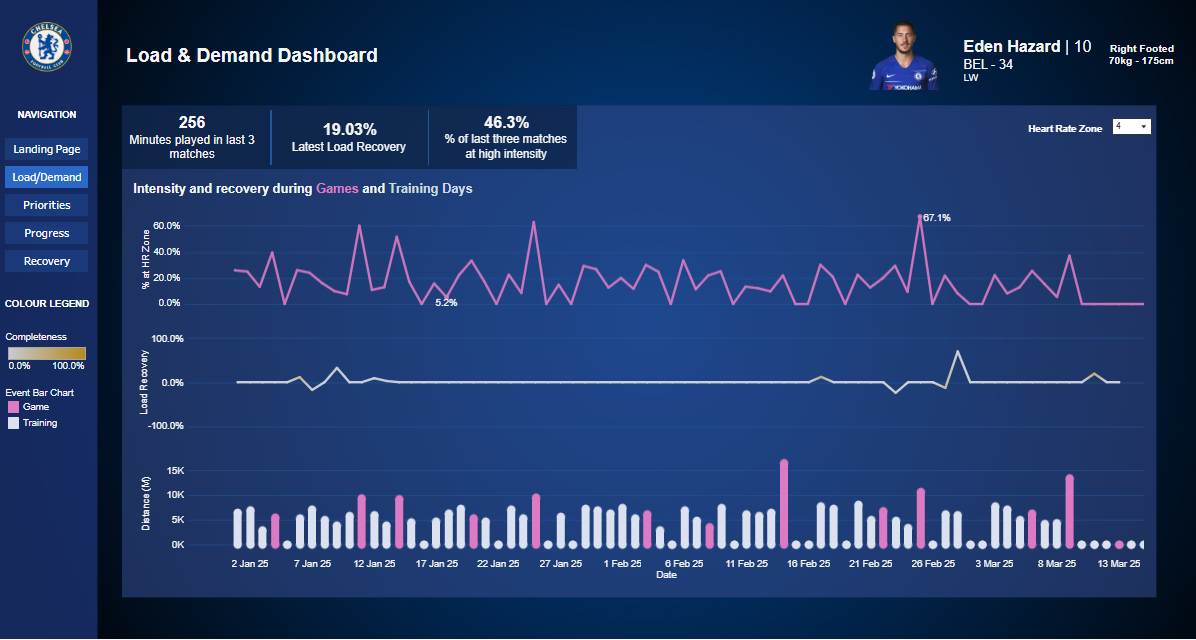 CHELSEA
FOOTBALL CLUB
Load & Demand Dashboard
Eden Hazard | 10
BEL - 34
LW
Right Footed
70kg - 175cm
NAVIGATION
Landing Page
Load/Demand
Priorities
Progress
Recovery
COLOUR LEGEND
Completeness
0.0% 100.0%
Event Bar Chart
Game
Training
256
Minutes played in last 3
matches
19.03%
Latest Load Recovery
46.3%
% of last three matches
at high intensity
Heart Rate Zone 4
Intensity and recovery during Games and Training Days
% at HR Zone
60.0%
40.0%
20.0%
0.0%
67.1%
5.2%
Load Recovery
100.0%
0.0%
-100.0%
Distance (M)
15K
10K
5K
0K
2 Jan 25 7 Jan 25 12 Jan 25 17 Jan 25 22 Jan 25 27 Jan 25 1 Feb 25 6 Feb 25 11 Feb 25 16 Feb 25 21 Feb 25 26 Feb 25 3 Mar 25 8 Mar 25 13 Mar 25
Date